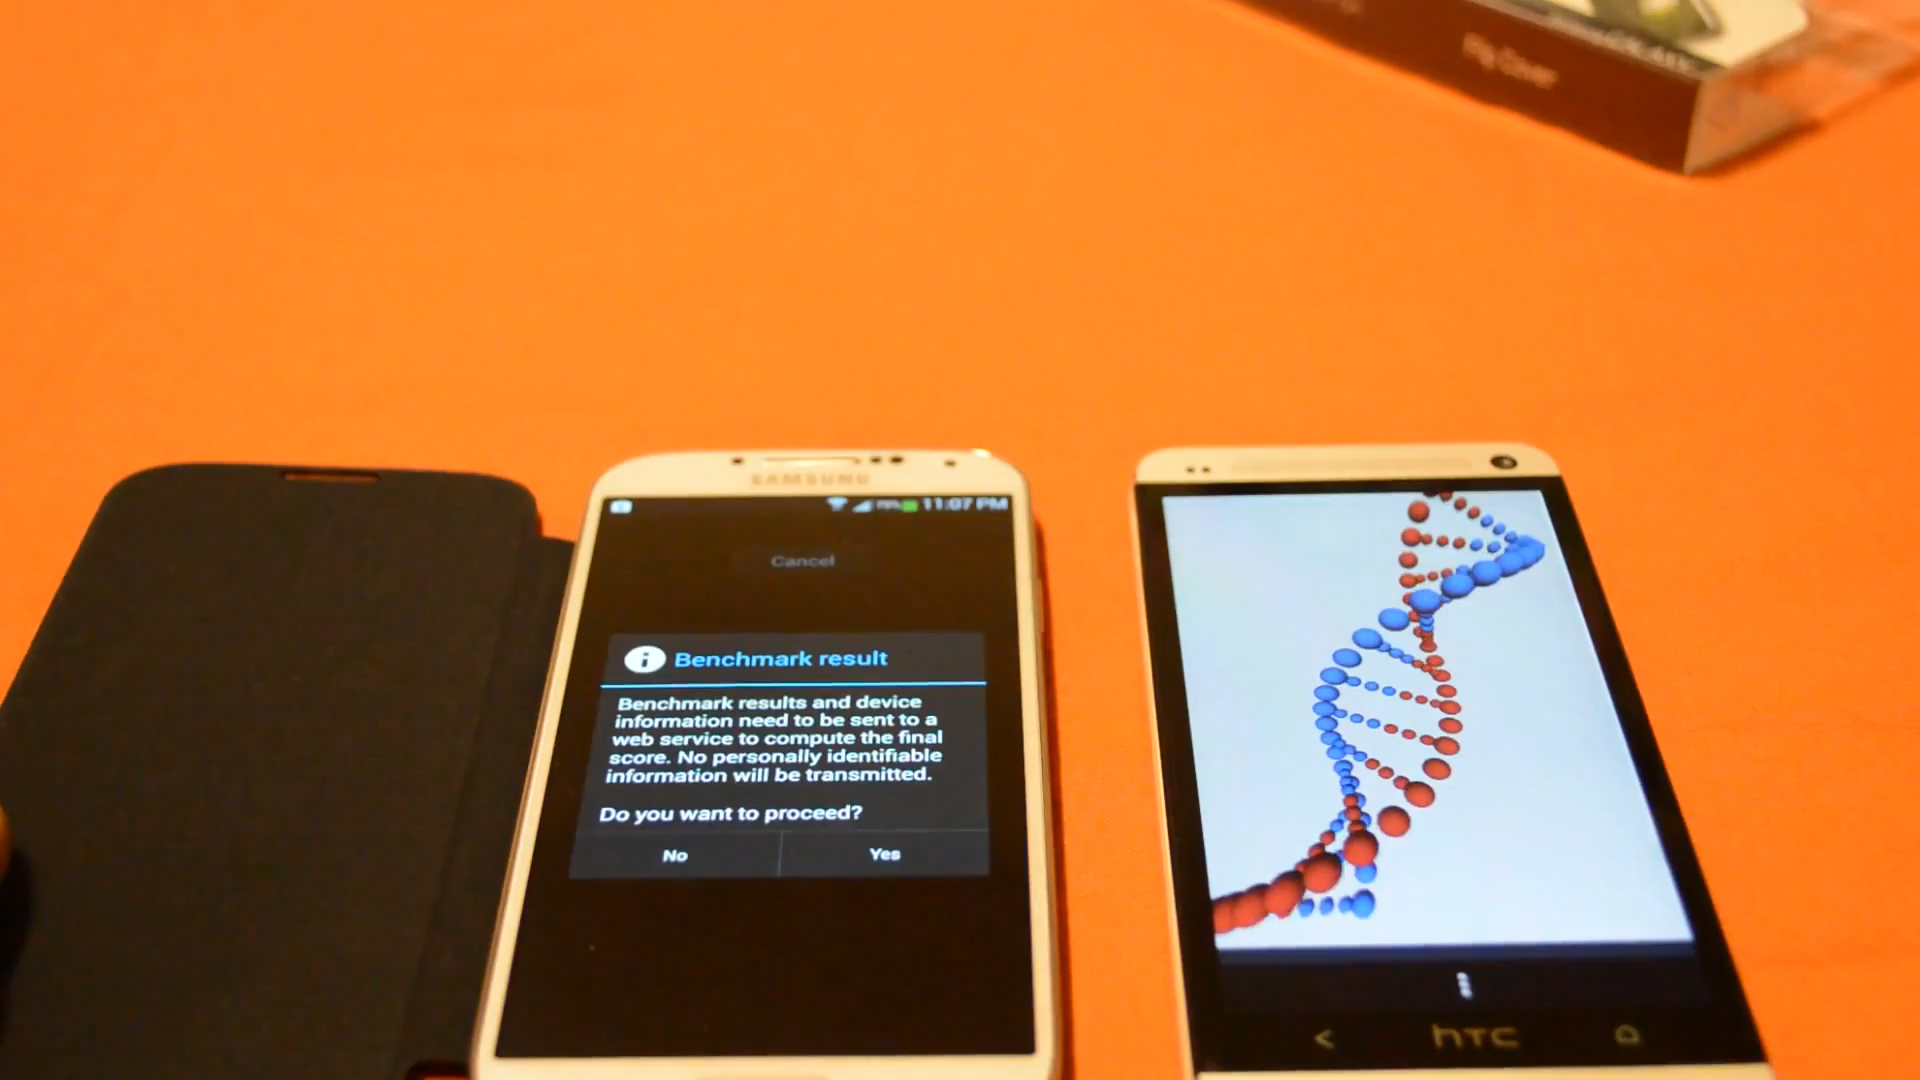 Flip Cover
SAMSUNG
11:07 PM
Cancel
Benchmark result
Benchmark results and device
information need to be sent to a
web service to compute the final
score. No personally identifiable
information will be transmitted.
Do you want to proceed?
No
Yes
hTC